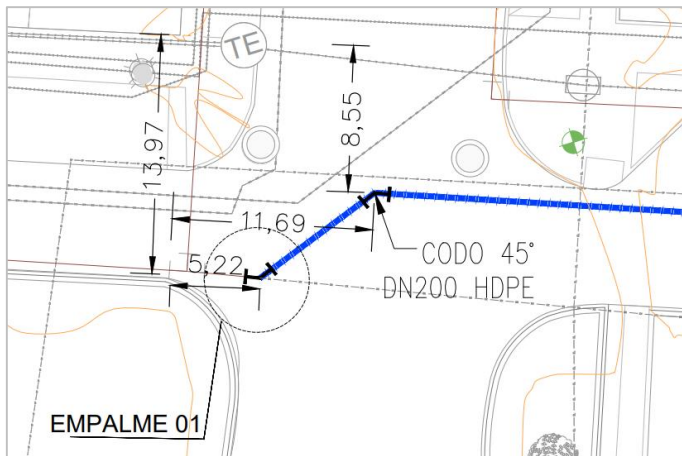 TE
13,97
8,55
11,69
5,22
CODO 45°
DN200 HDPE
EMPALME 01